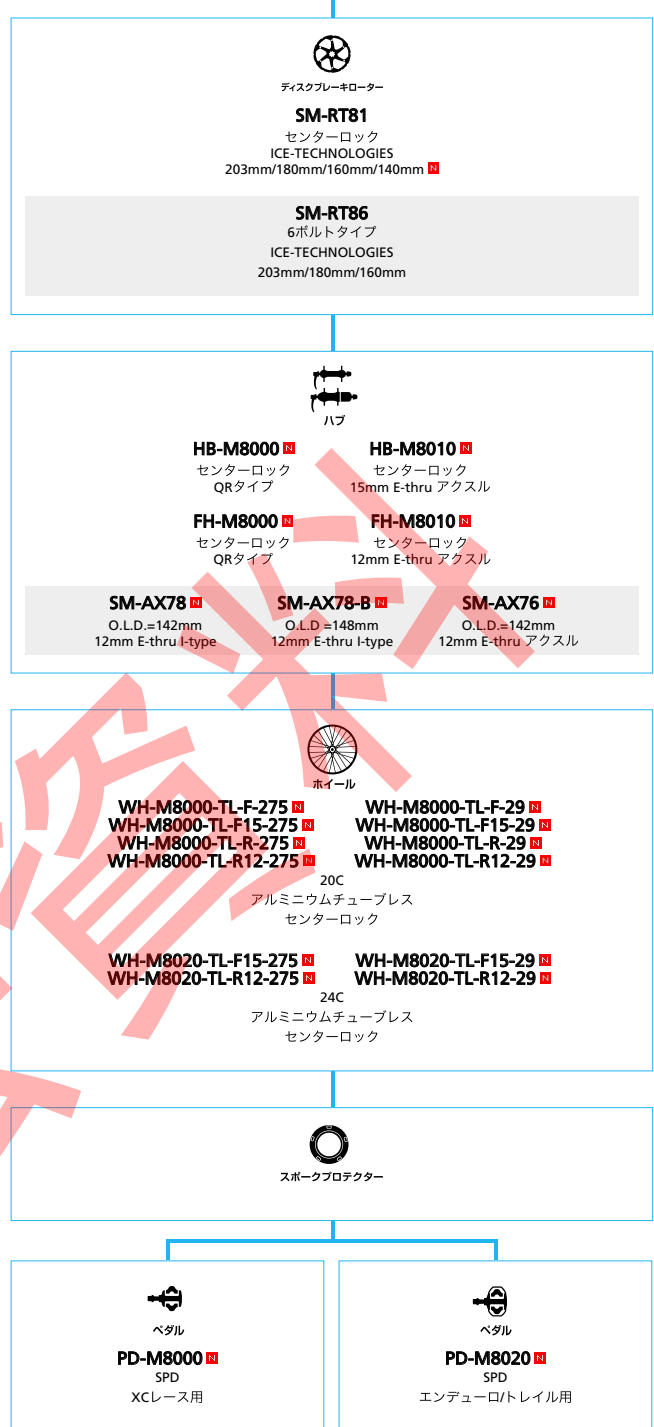 ディスクブレーキローター
SM-RT81
センターロック
ICE-TECHNOLOGIES
203mm/180mm/160mm/140mm N
SM-RT86
6ボルトタイプ
ICE-TECHNOLOGIES
203mm/180mm/160mm
ハブ
HB-M8000 N HB-M8010 N
センターロック センターロック
QRタイプ 15mm E-thru アクスル
FH-M8000 N FH-M8010 N
センターロック センターロック
QRタイプ 12mm E-thru アクスル
SM-AX78 N SM-AX78-B N SM-AX76 N
O.L.D.=142mm O.L.D =148mm O.L.D.=142mm
12mm E-thru I-type 12mm E-thru I-type 12mm E-thru アクスル
ホイール
WH-M8000-TL-F-275 N WH-M8000-TL-F-29 N
WH-M8000-TL-F15-275 N WH-M8000-TL-F15-29 N
WH-M8000-TL-R-275 N WH-M8000-TL-R-29 N
WH-M8000-TL-R12-275 N WH-M8000-TL-R12-29 N
20C
アルミニウムチューブレス
センターロック
WH-M8020-TL-F15-275 N WH-M8020-TL-F15-29 N
WH-M8020-TL-R12-275 N WH-M8020-TL-R12-29 N
24C
アルミニウムチューブレス
センターロック
スポークプロテクター
ペダル ペダル
PD-M8000 N PD-M8020 N
SPD SPD
XCレース用 エンデューロ/トレイル用
資料